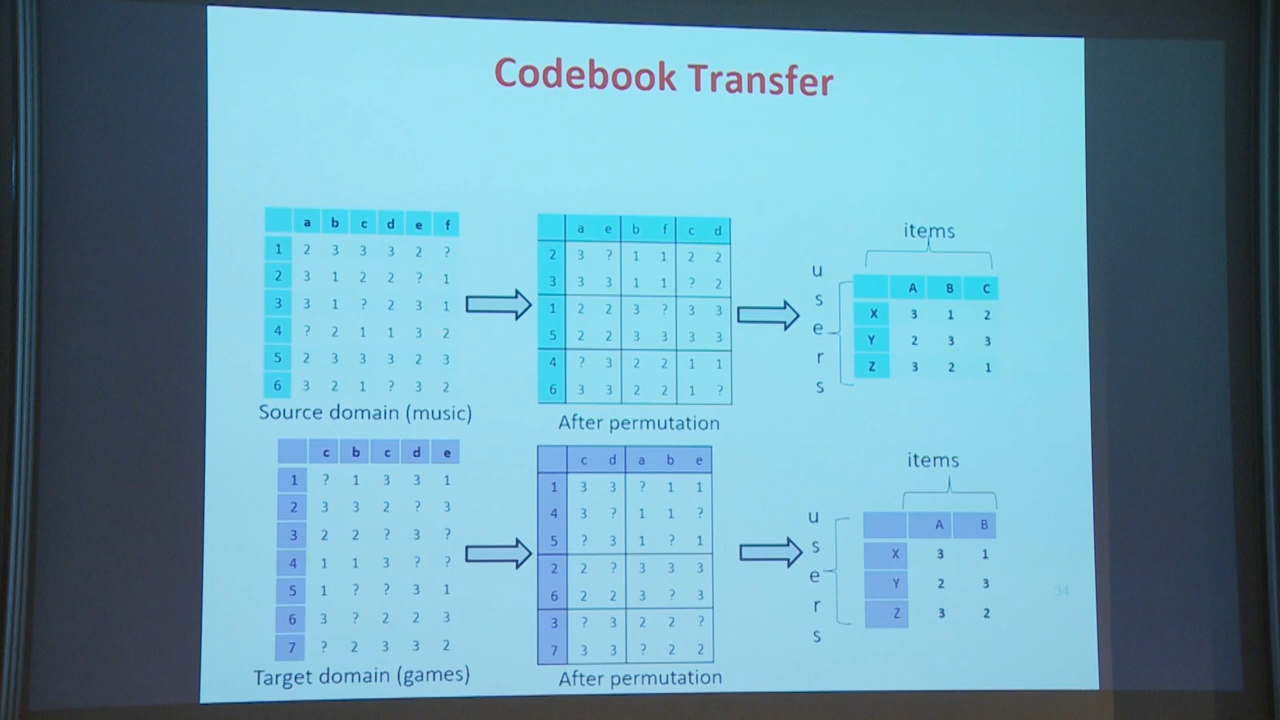 Codebook Transfer
a b c d e f
1 2 3 3 3 2 ?
2 3 1 2 2 ? 1
3 3 1 ? 2 3 1
4 ? 2 1 1 3 2
5 2 3 3 3 2 3
6 3 2 1 ? 3 2
Source domain (music)
a e b f c d
2 3 ? 1 1 2 2
3 3 3 1 1 ? 2
1 2 2 3 ? 3 3
5 2 2 3 3 3 3
4 ? 3 2 2 1 1
6 3 3 2 2 1 ?
After permutation
items
users
A B C
X 3 1 2
Y 2 3 3
Z 3 2 1
c b c d e
1 ? 1 3 3 1
2 3 3 2 ? 3
3 2 2 ? 3 ?
4 1 1 3 ? ?
5 1 ? ? 3 1
6 3 ? 2 2 3
7 ? 2 3 3 2
Target domain (games)
c d a b e
1 3 3 ? 1 1
4 3 ? 1 1 ?
5 ? 3 1 ? 1
2 2 ? 3 3 3
6 2 2 3 ? 3
3 ? 3 2 2 ?
7 3 3 ? 2 2
After permutation
items
users
A B
X 3 1
Y 2 3
Z 3 2
34